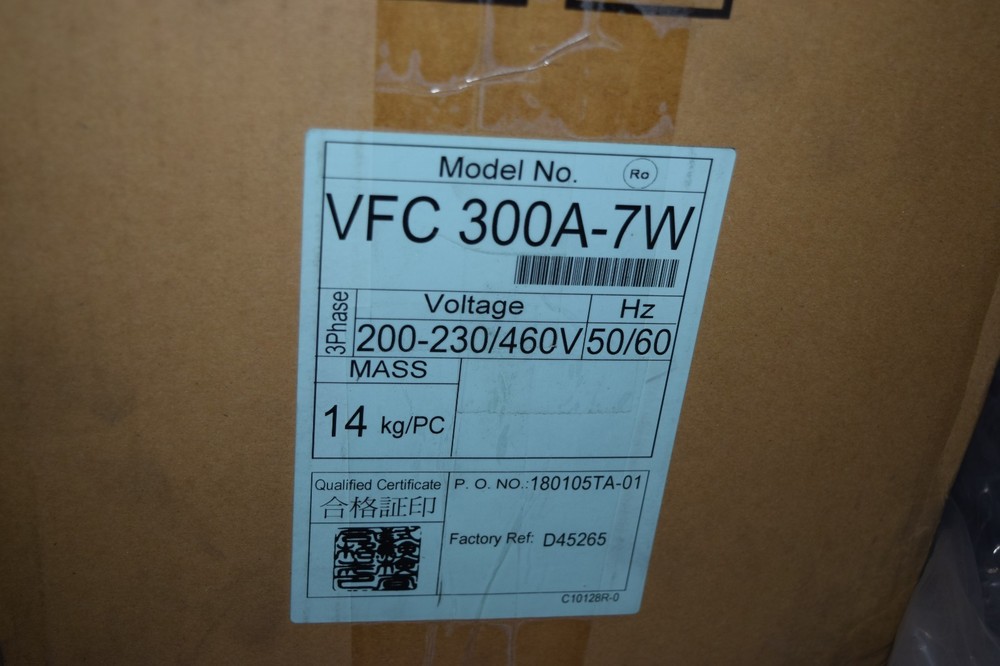 Model No. Ro
VFC 300A-7W
3Phase
Voltage Hz
200-230/460V 50/60
MASS
14 kg/PC
Qualified Certificate
合格証印
P. O. NO.:180105TA-01
Factory Ref: D45265
C10128R-0